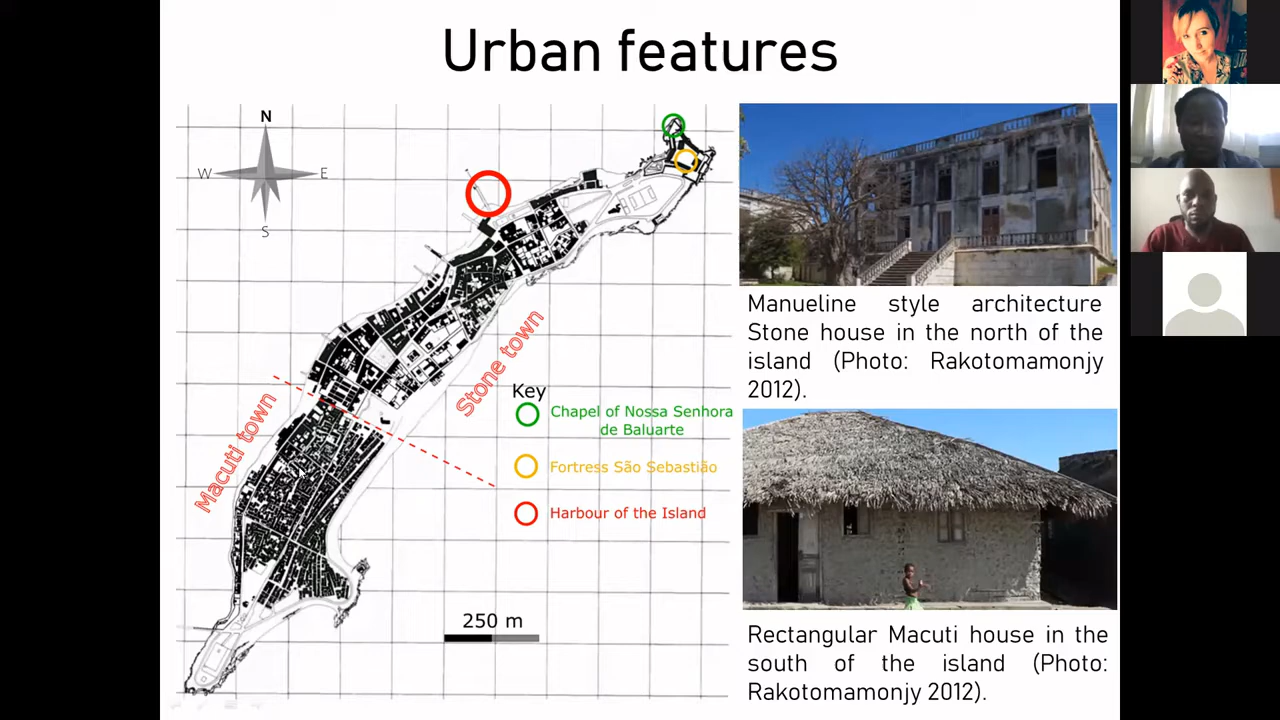 Urban features
N
W
E
S
Stone town
Macuti town
Key
Chapel of Nossa Senhora
de Baluarte
Fortress São Sebastião
Harbour of the Island
250 m
Manueline style architecture
Stone house in the north of the
island (Photo: Rakotomamonjy
2012).
Rectangular Macuti house in the
south of the island (Photo:
Rakotomamonjy 2012).